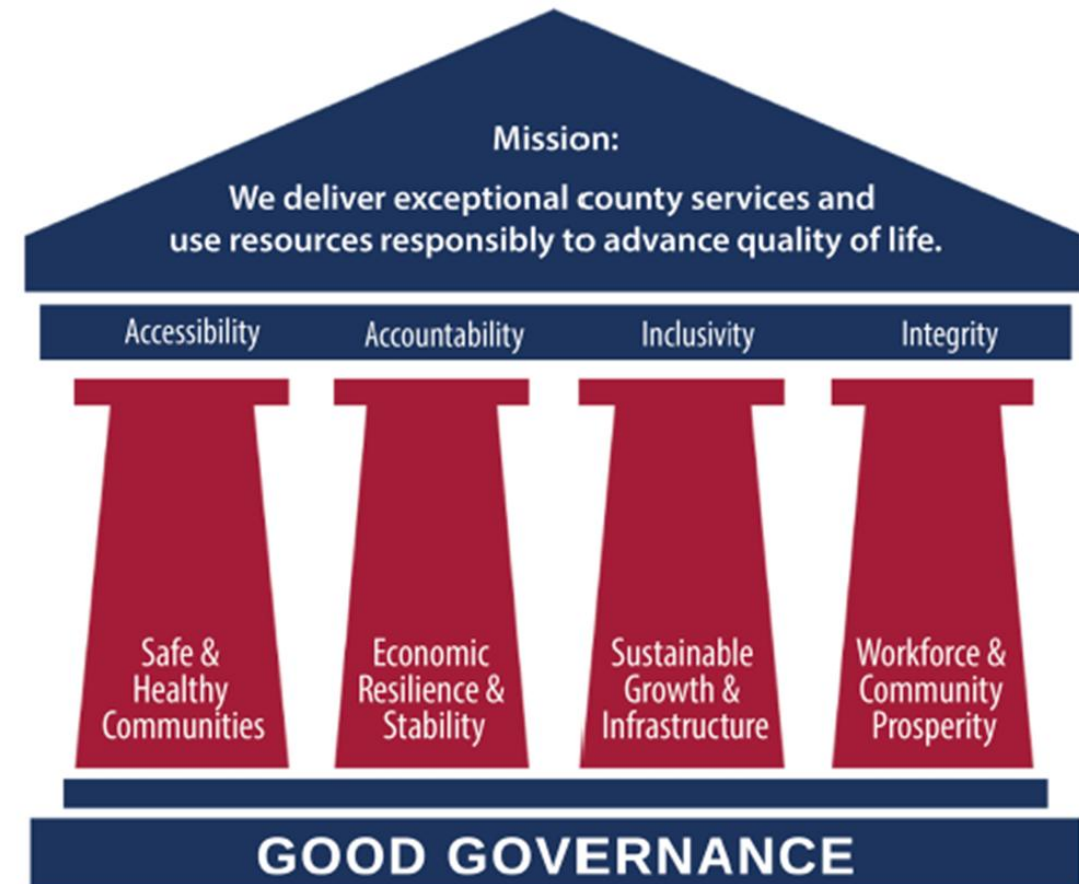 Mission:
We deliver exceptional county services and
use resources responsibly to advance quality of life.
Accessibility
Accountability
Inclusivity
Integrity
Safe &
Healthy
Communities
Economic
Resilience &
Stability
Sustainable
Growth &
Infrastructure
Workforce &
Community
Prosperity
GOOD GOVERNANCE